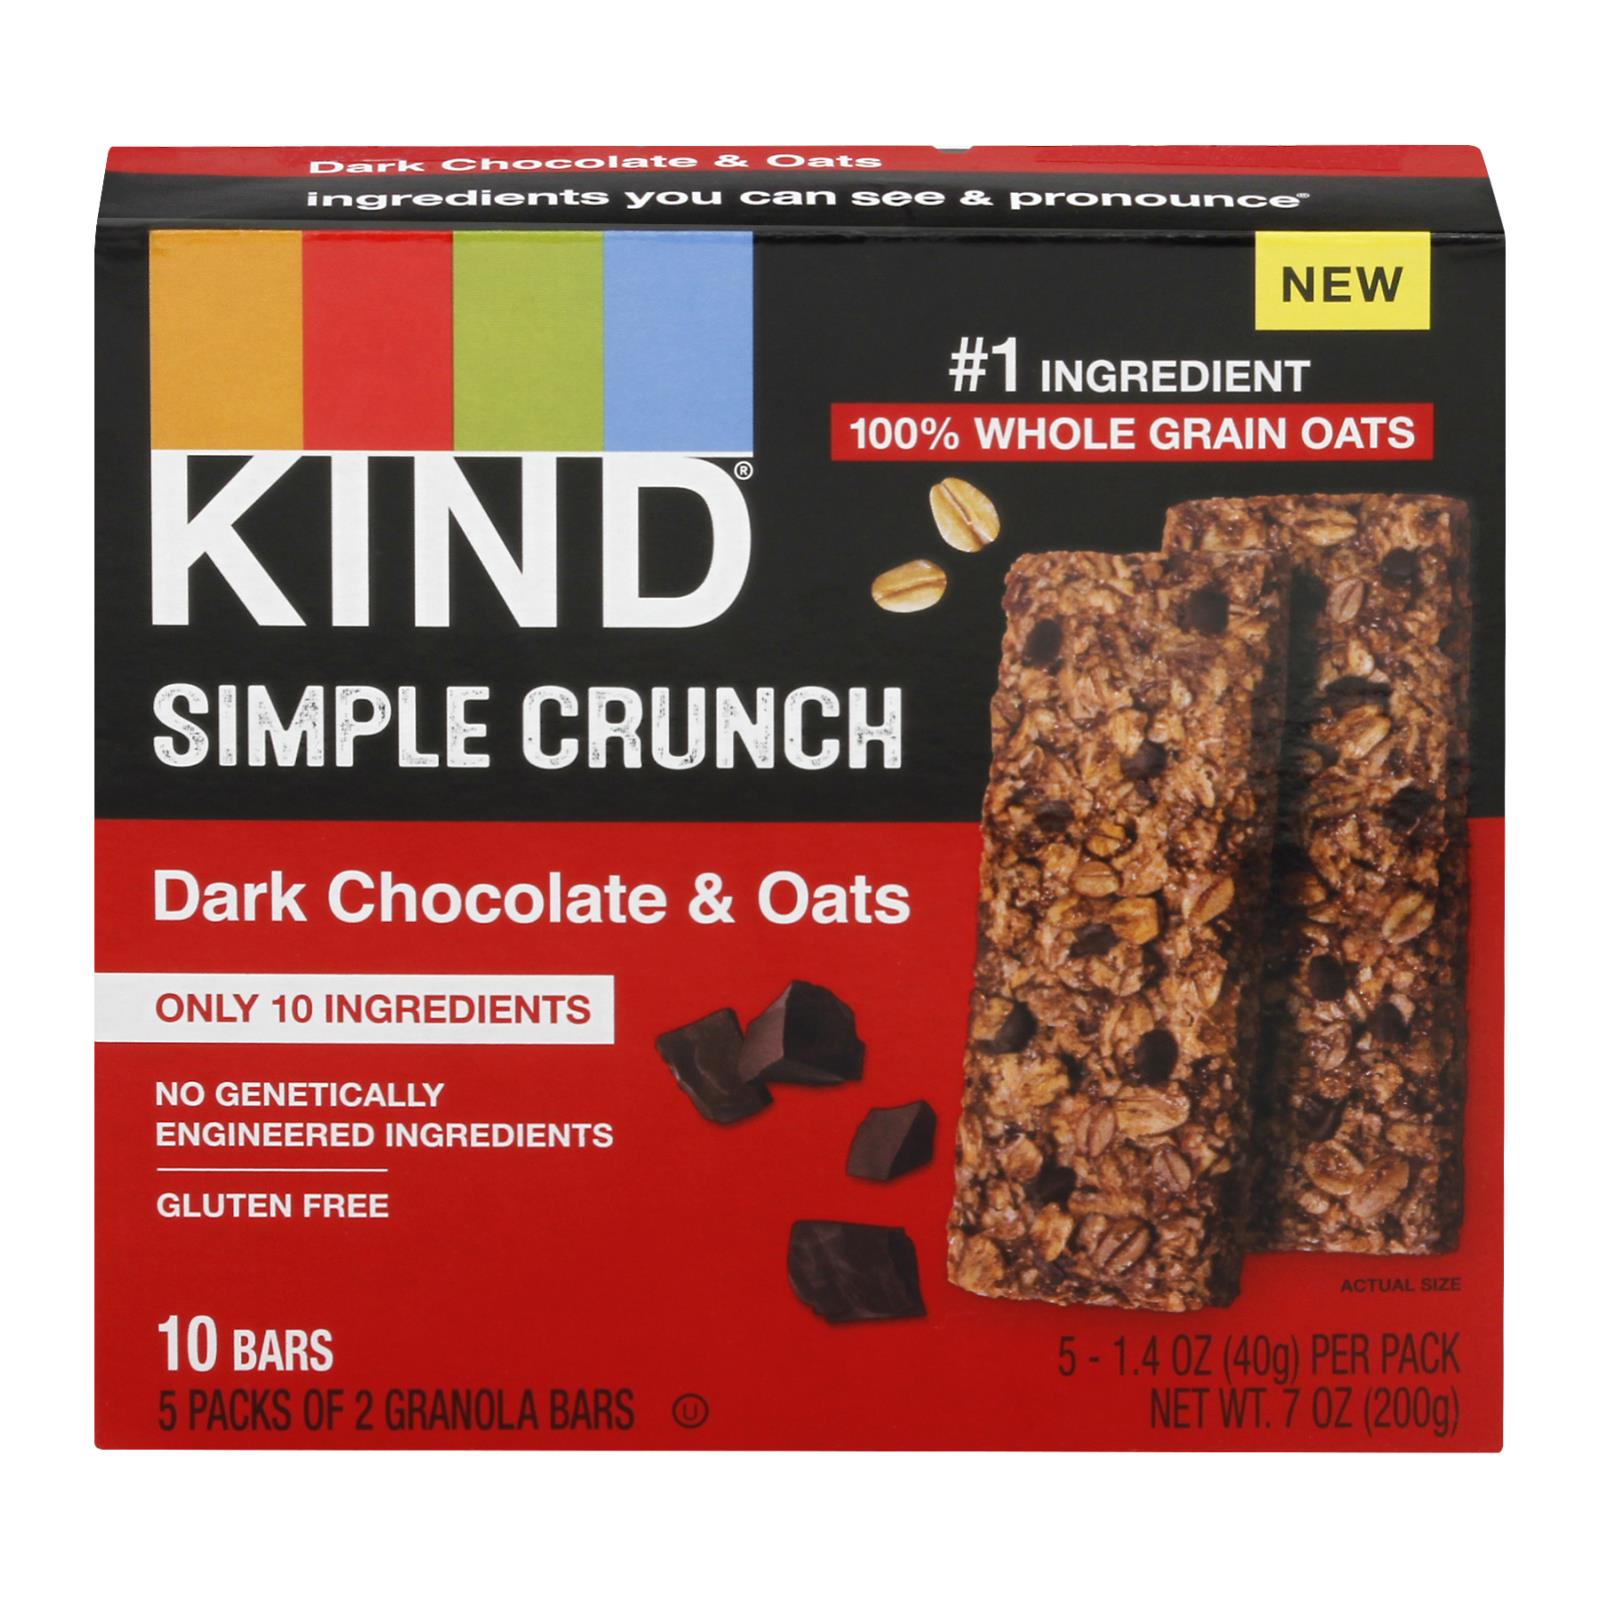 Dark Chocolate & Oats
ingredients you can see & pronounce®
NEW
#1 INGREDIENT
100% WHOLE GRAIN OATS
KIND®
SIMPLE CRUNCH
Dark Chocolate & Oats
ONLY 10 INGREDIENTS
NO GENETICALLY
ENGINEERED INGREDIENTS
GLUTEN FREE
ACTUAL SIZE
10 BARS
5 PACKS OF 2 GRANOLA BARS U
5 - 1.4 OZ (40g) PER PACK
NET WT. 7 OZ (200g)